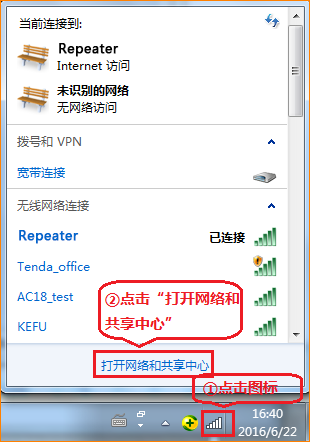 当前连接到:
Repeater
Internet 访问
未识别的网络
无网络访问
拨号和 VPN
宽带连接
无线网络连接
Repeater 已连接
Tenda_office
AC18_test
KEFU
②点击“打开网络和
共享中心”
打开网络和共享中心
①点击图标
16:40
2016/6/22